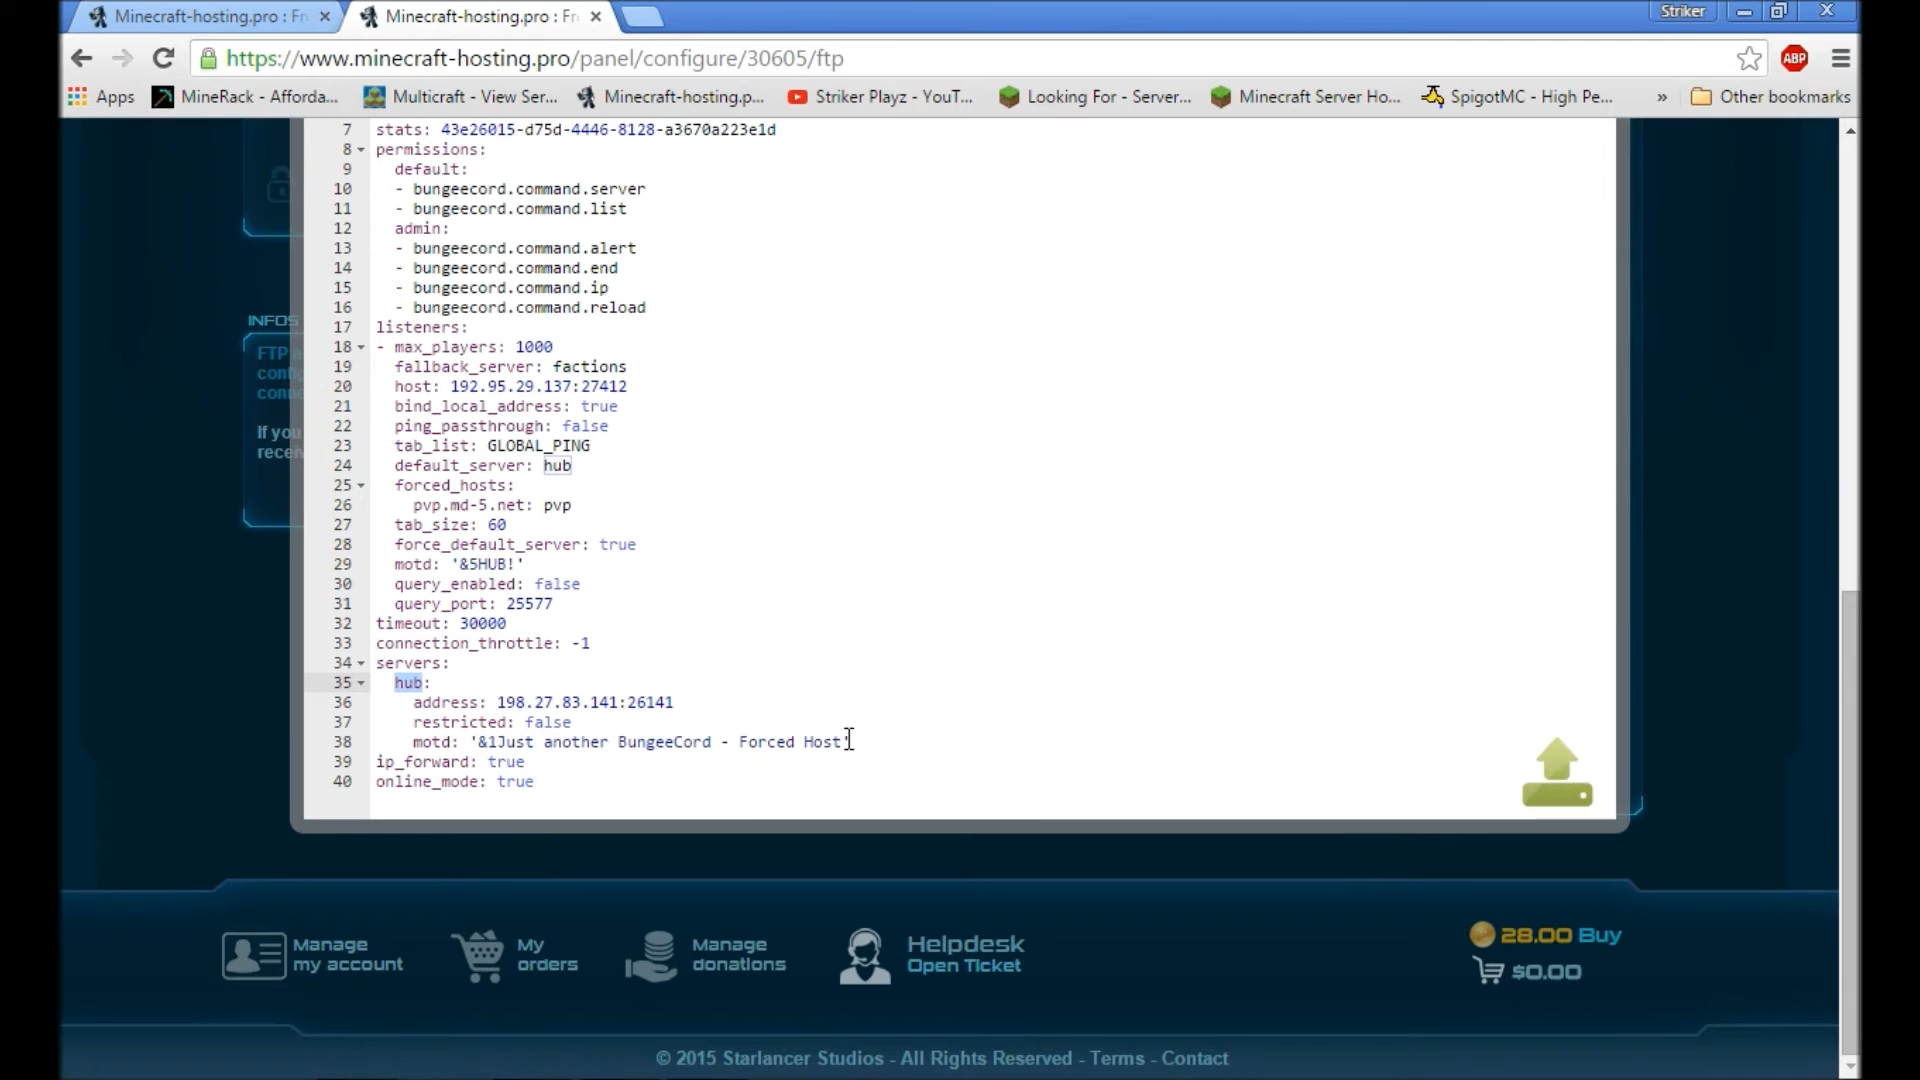 Minecraft-hosting.pro : Fr
Minecraft-hosting.pro : Fr
Striker
https://www.minecraft-hosting.pro/panel/configure/30605/ftp
ABP
Apps
MineRack - Afforda...
Multicraft - View Ser...
Minecraft-hosting.p...
Striker Playz - YouT...
Looking For - Server...
Minecraft Server Ho...
SpigotMC - High Pe...
»
Other bookmarks
7 stats: 43e26015-d75d-4446-8128-a3670a223e1d
8 permissions:
9 default:
10 - bungeecord.command.server
11 - bungeecord.command.list
12 admin:
13 - bungeecord.command.alert
14 - bungeecord.command.end
15 - bungeecord.command.ip
16 - bungeecord.command.reload
17 listeners:
18 - max_players: 1000
19 fallback_server: factions
20 host: 192.95.29.137:27412
21 bind_local_address: true
22 ping_passthrough: false
23 tab_list: GLOBAL_PING
24 default_server: hub
25 forced_hosts:
26 pvp.md-5.net: pvp
27 tab_size: 60
28 force_default_server: true
29 motd: '&5HUB!'
30 query_enabled: false
31 query_port: 25577
32 timeout: 30000
33 connection_throttle: -1
34 servers:
35 hub:
36 address: 198.27.83.141:26141
37 restricted: false
38 motd: '&1Just another BungeeCord - Forced Host'
39 ip_forward: true
40 online_mode: true
INFOS
FTP
If you
Manage
my account
My
orders
Manage
donations
Helpdesk
Open Ticket
28.00 Buy
$0.00
© 2015 Starlancer Studios - All Rights Reserved - Terms - Contact